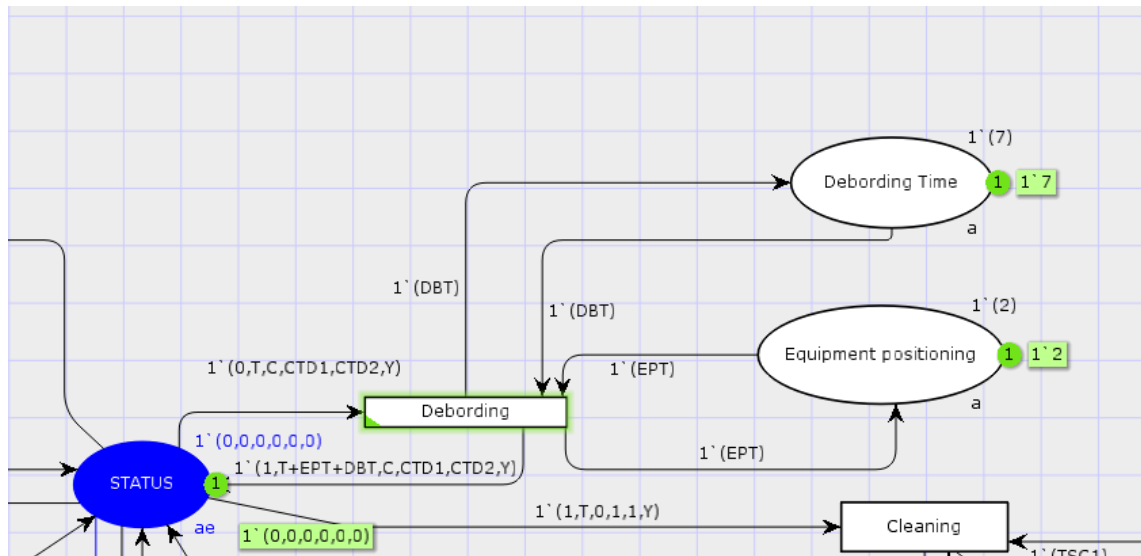 1`(7)
Debording Time
1
1`7
a
1`(DBT)
1`(DBT)
1`(2)
Equipment positioning
1
1`2
1`(EPT)
a
1`(0,T,C,CTD1,CTD2,Y)
Debording
1`(0,0,0,0,0,0)
1`(EPT)
1`(1,T+EPT+DBT,C,CTD1,CTD2,Y)
STATUS
1
1`(1,T,0,1,1,Y)
ae
1`(0,0,0,0,0,0)
Cleaning
1`(TSC1)